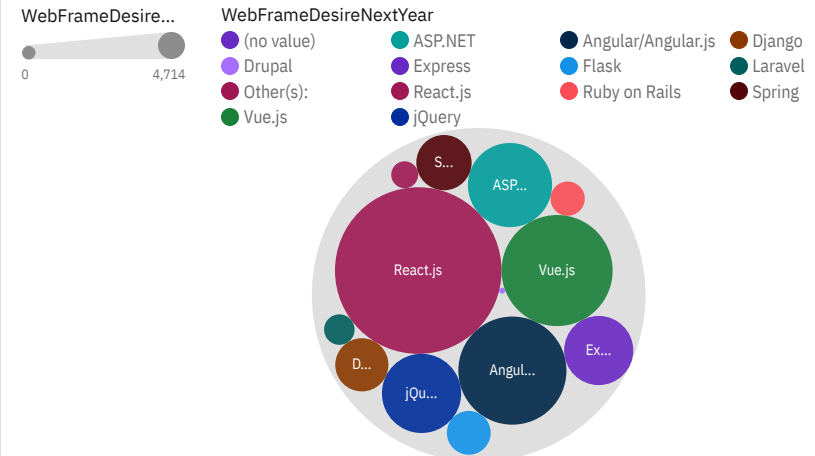 WebFrameDesire...
0
4,714
WebFrameDesireNextYear
(no value) ASP.NET Angular/Angular.js Django
Drupal Express Flask Laravel
Other(s): React.js Ruby on Rails Spring
Vue.js jQuery
S...
ASP...
React.js
Vue.js
D...
jQu...
Angul...
Ex...